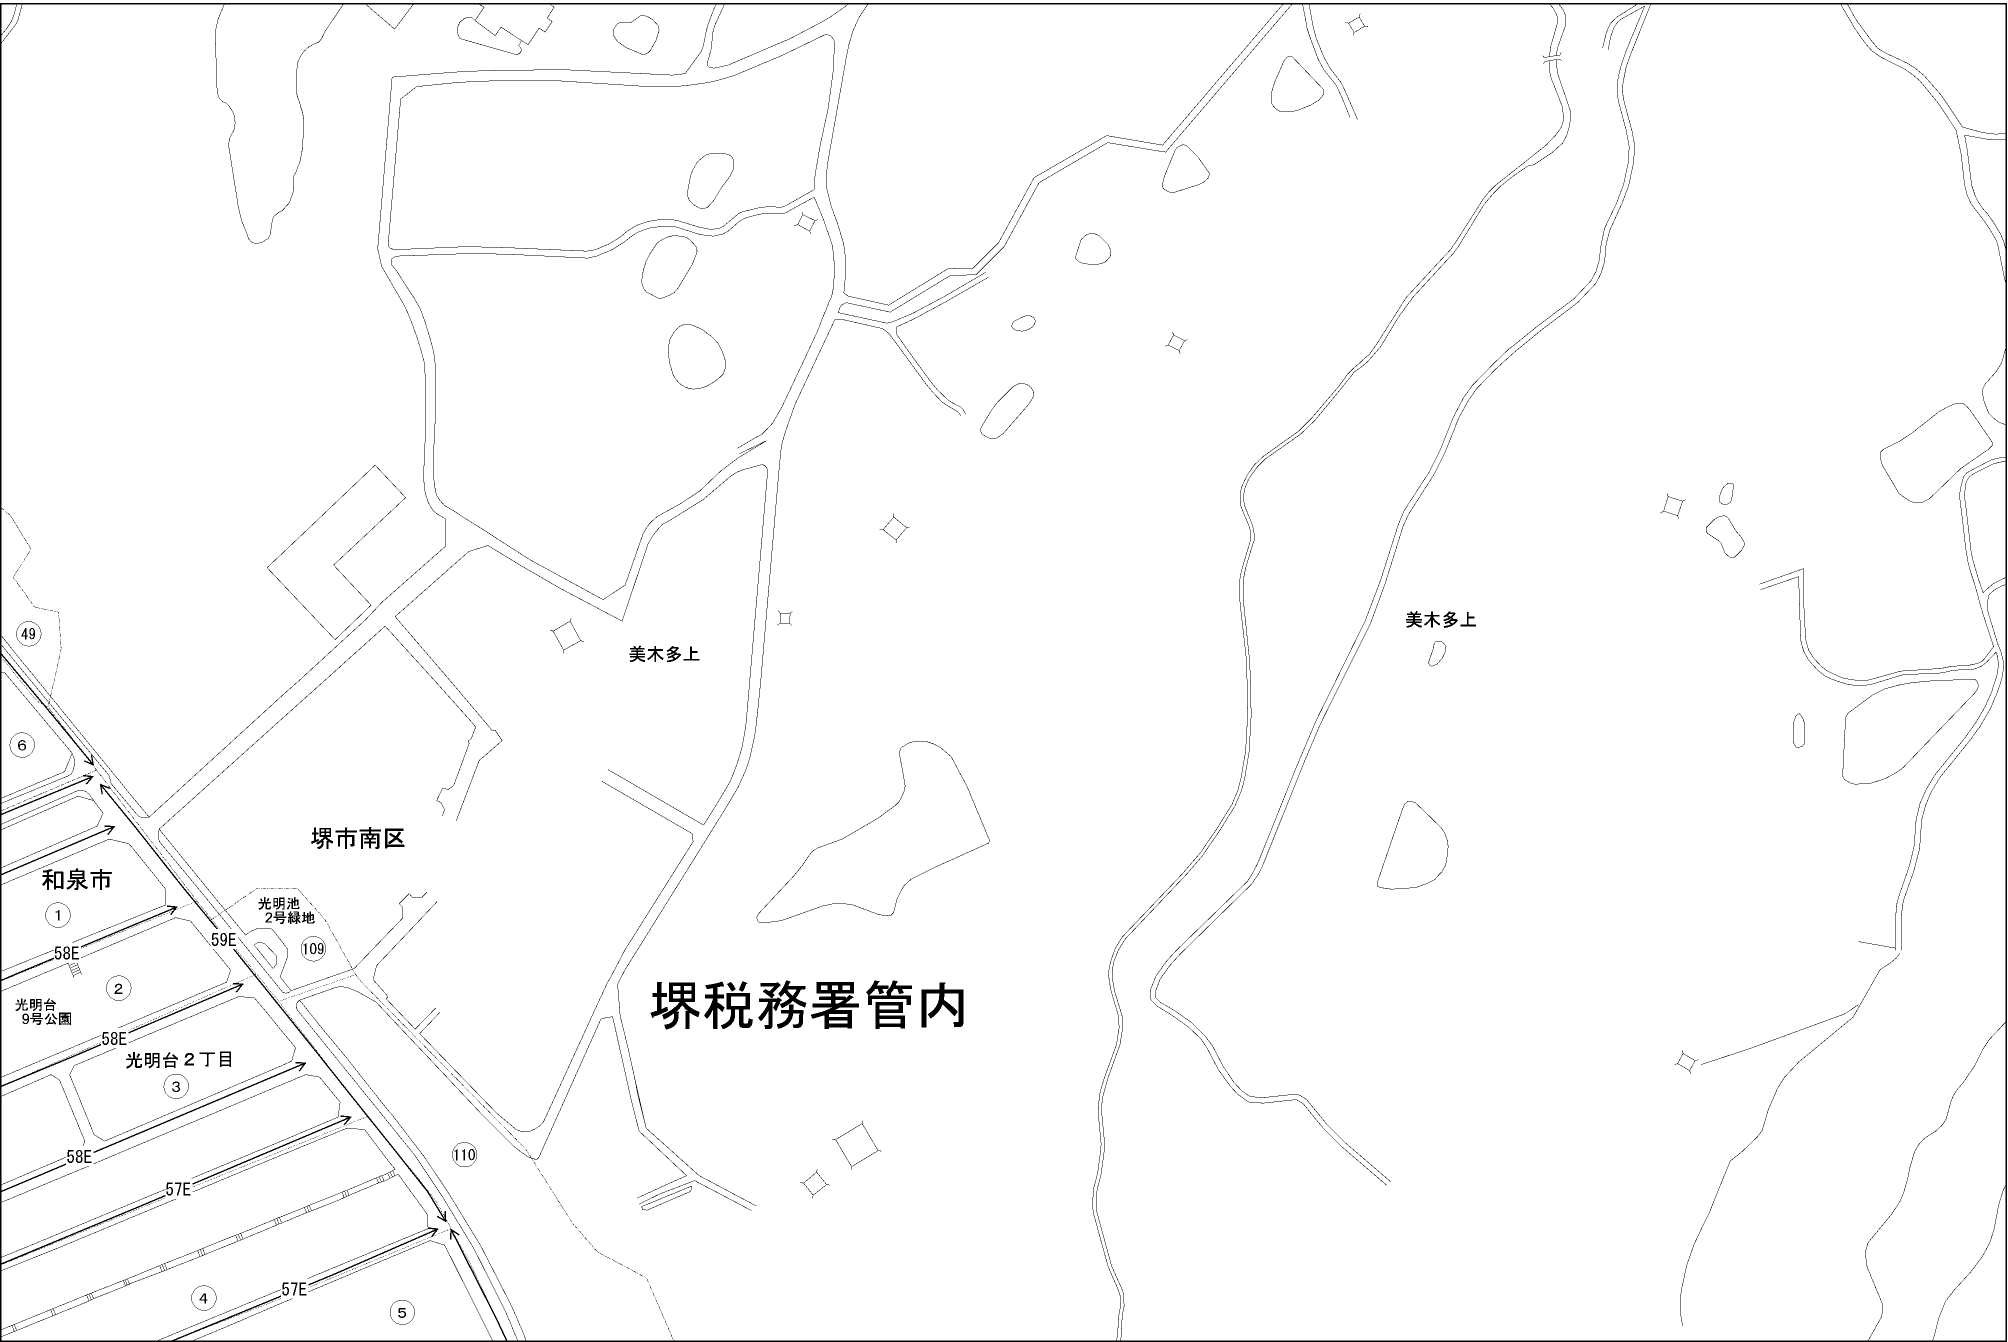 美木多上
49
美木多上
6
堺市南区
和泉市
1
光明池
2号緑地
59E
109
58E
2
堺税務署管内
光明台
9号公園
58E
光明台2丁目
3
58E
110
57E
57E
4
5